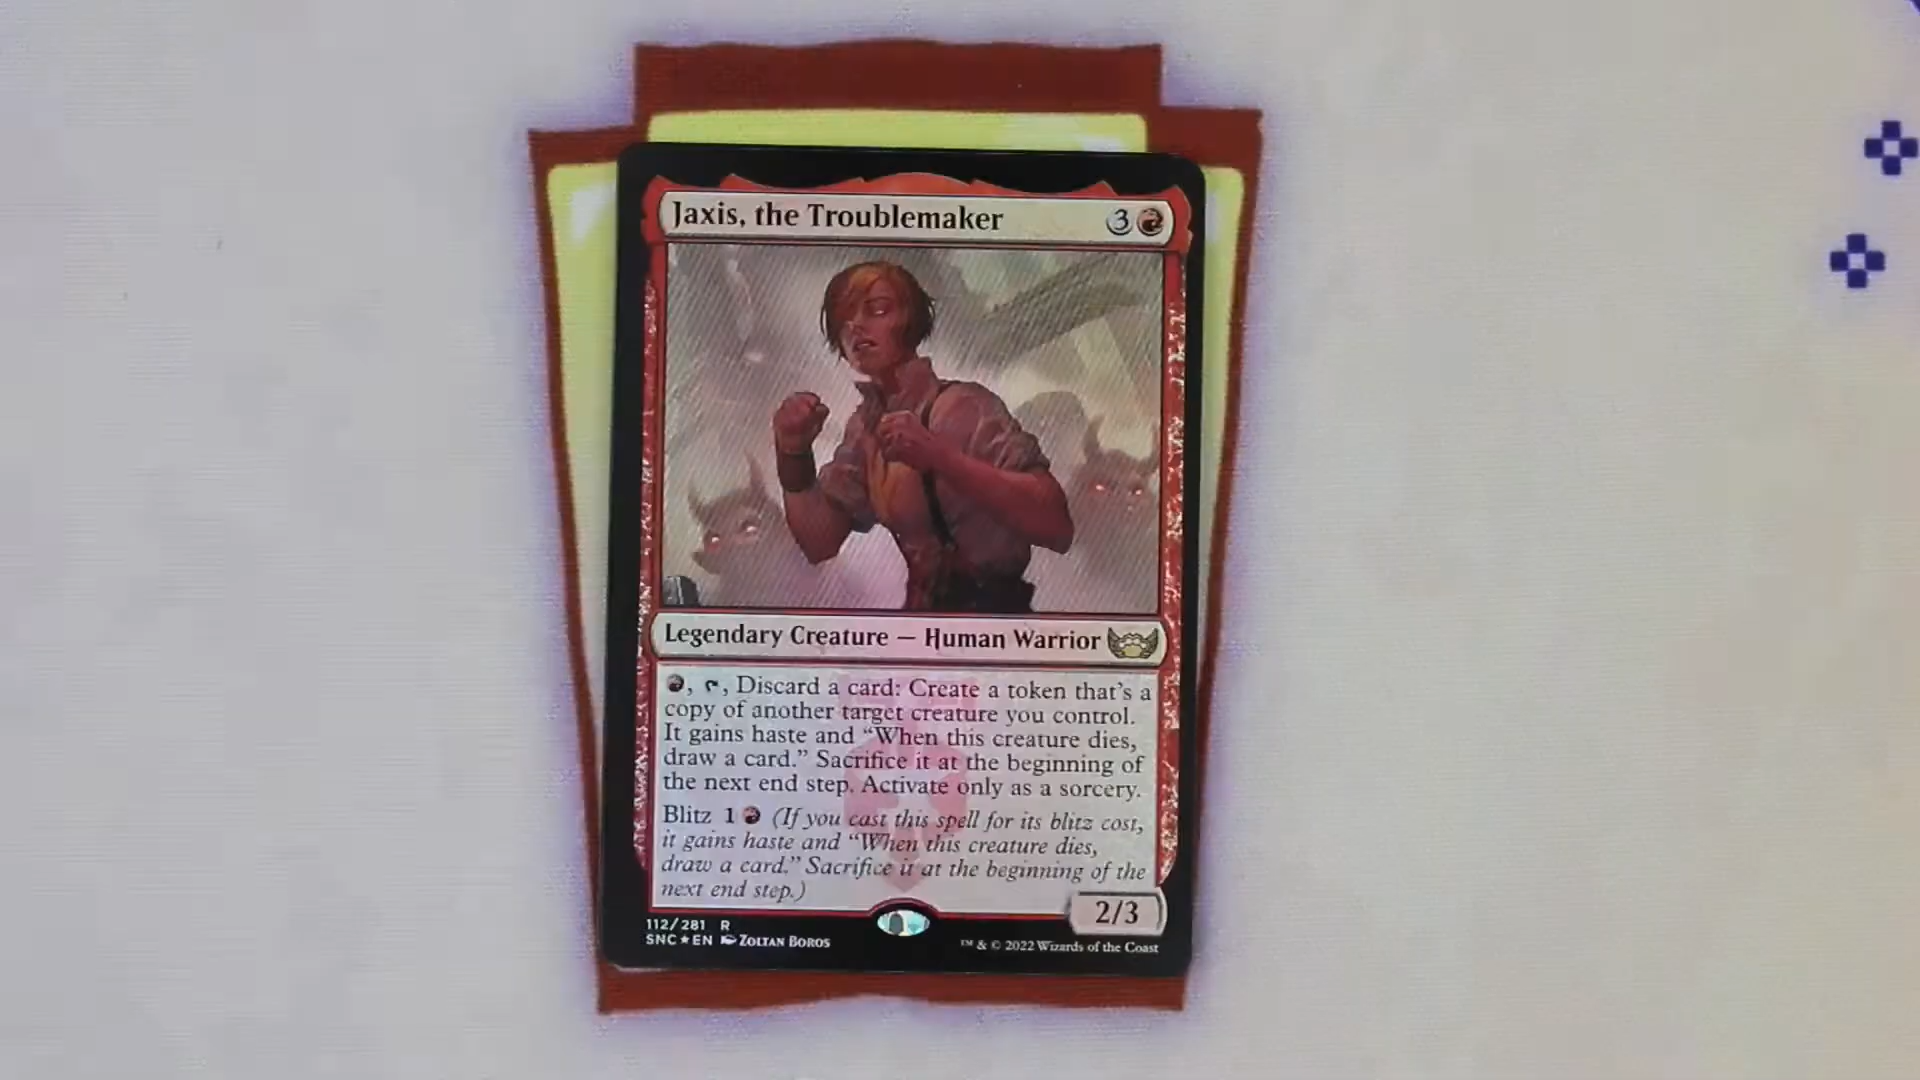 Jaxis, the Troublemaker 3
Legendary Creature — Human Warrior
, , Discard a card: Create a token that's a
copy of another target creature you control.
It gains haste and "When this creature dies,
draw a card." Sacrifice it at the beginning of
the next end step. Activate only as a sorcery.
Blitz 1 (If you cast this spell for its blitz cost,
it gains haste and "When this creature dies,
draw a card." Sacrifice it at the beginning of the
next end step.)
2/3
112/281 R
SNC★EN Zoltan Boros
™ & © 2022 Wizards of the Coast